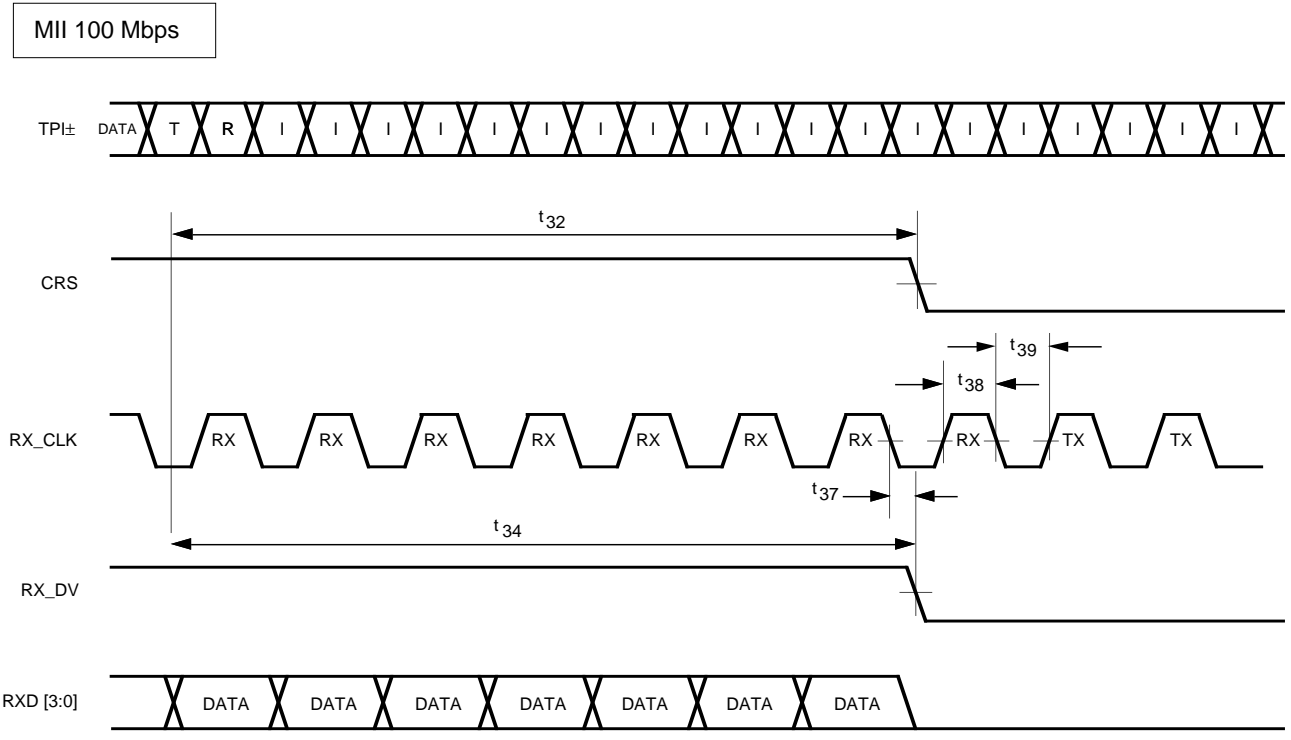 MII 100 Mbps
TPI± DATA T R I I I I I I I I I I I I I I I I I I I
t32
CRS
t39
t38
RX_CLK RX RX RX RX RX RX RX RX TX TX
t37
t34
RX_DV
RXD [3:0] DATA DATA DATA DATA DATA DATA DATA